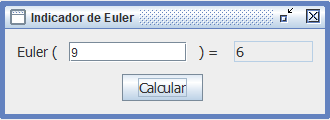 Indicador de Euler
Euler ( 9 ) = 6
Calcular